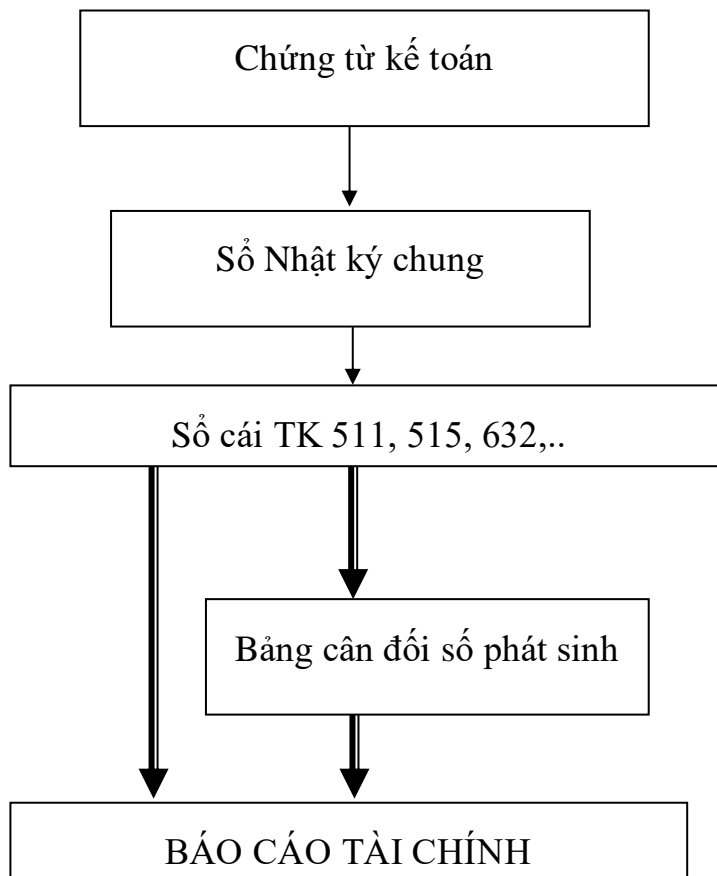 Chứng từ kế toán
Sổ Nhật ký chung
Sổ cái TK 511, 515, 632,..
Bảng cân đối số phát sinh
BÁO CÁO TÀI CHÍNH